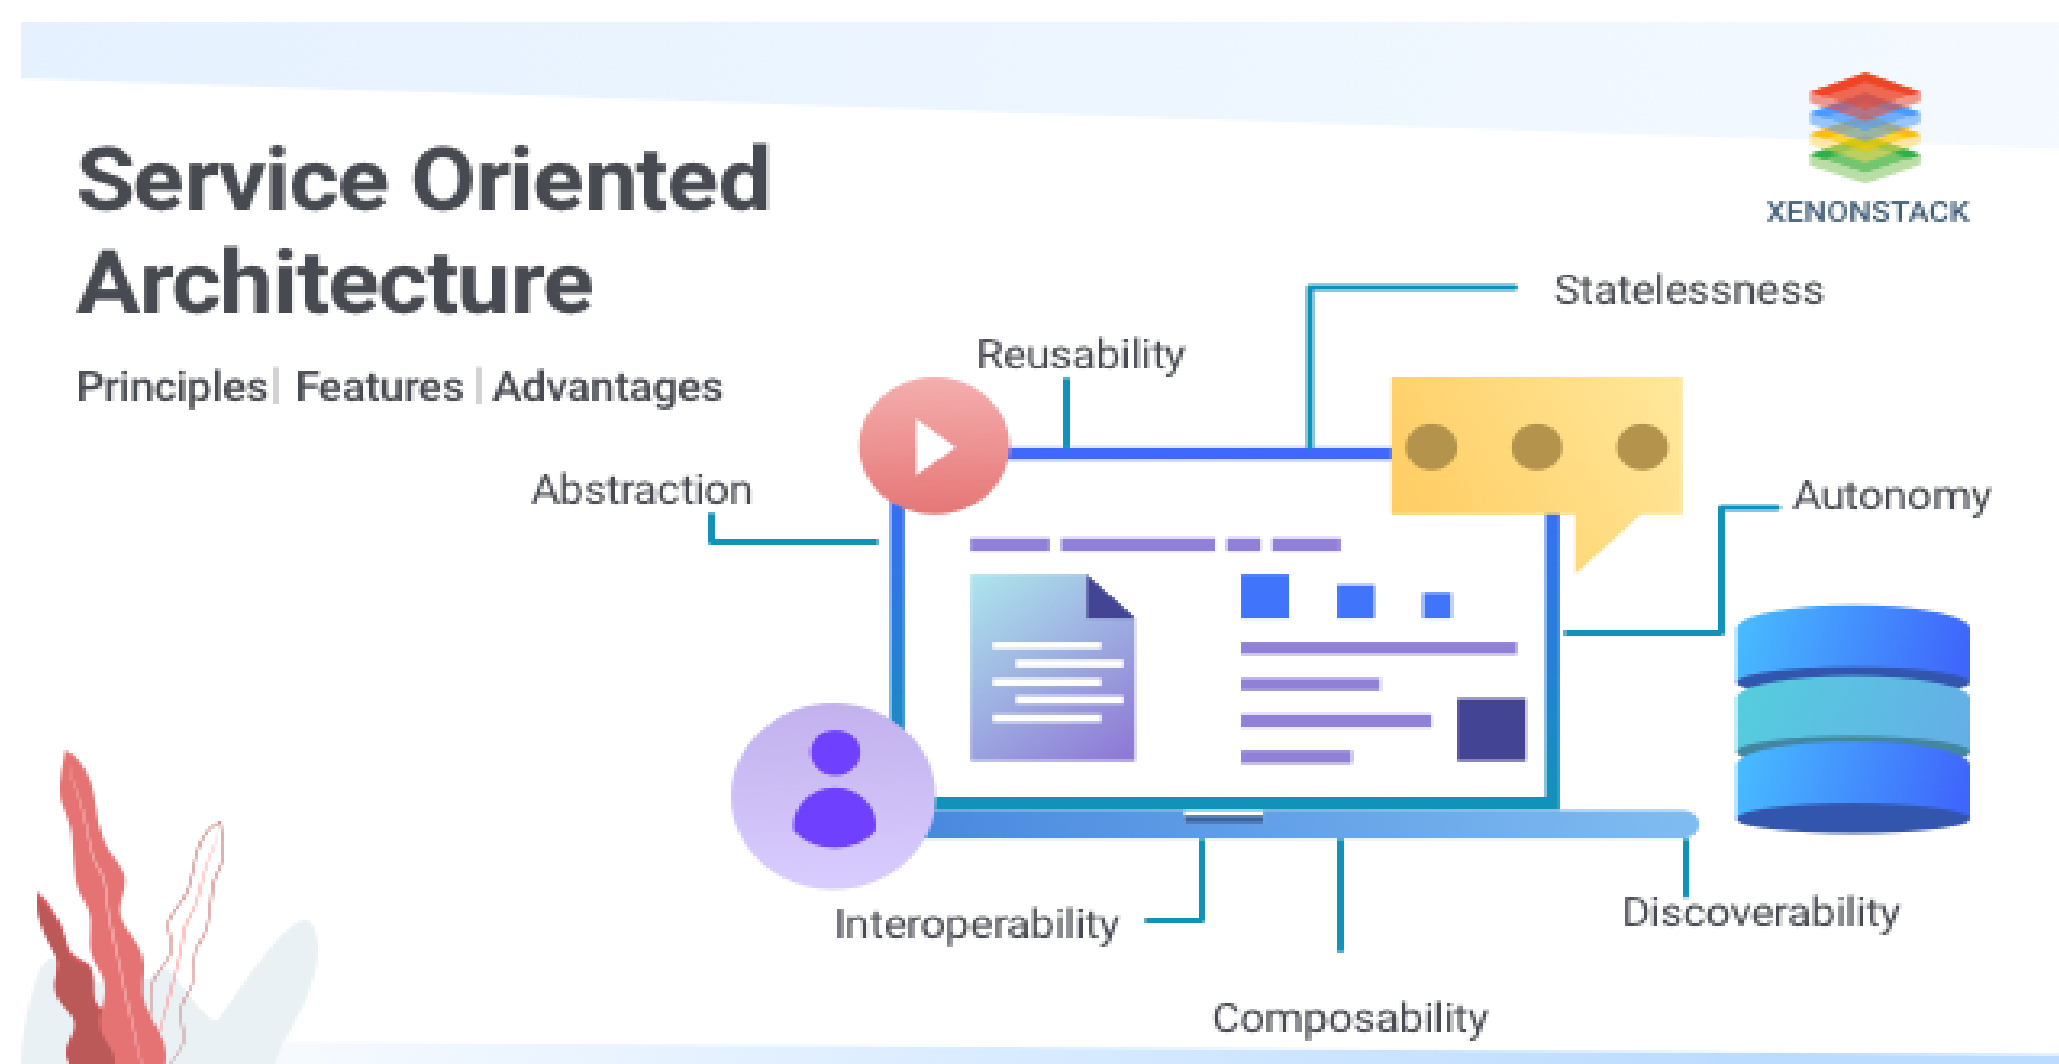 Service Oriented
Architecture
Principles| Features |Advantages
XENONSTACK
Statelessness
Reusability
Abstraction
Autonomy
Interoperability
Discoverability
Composability